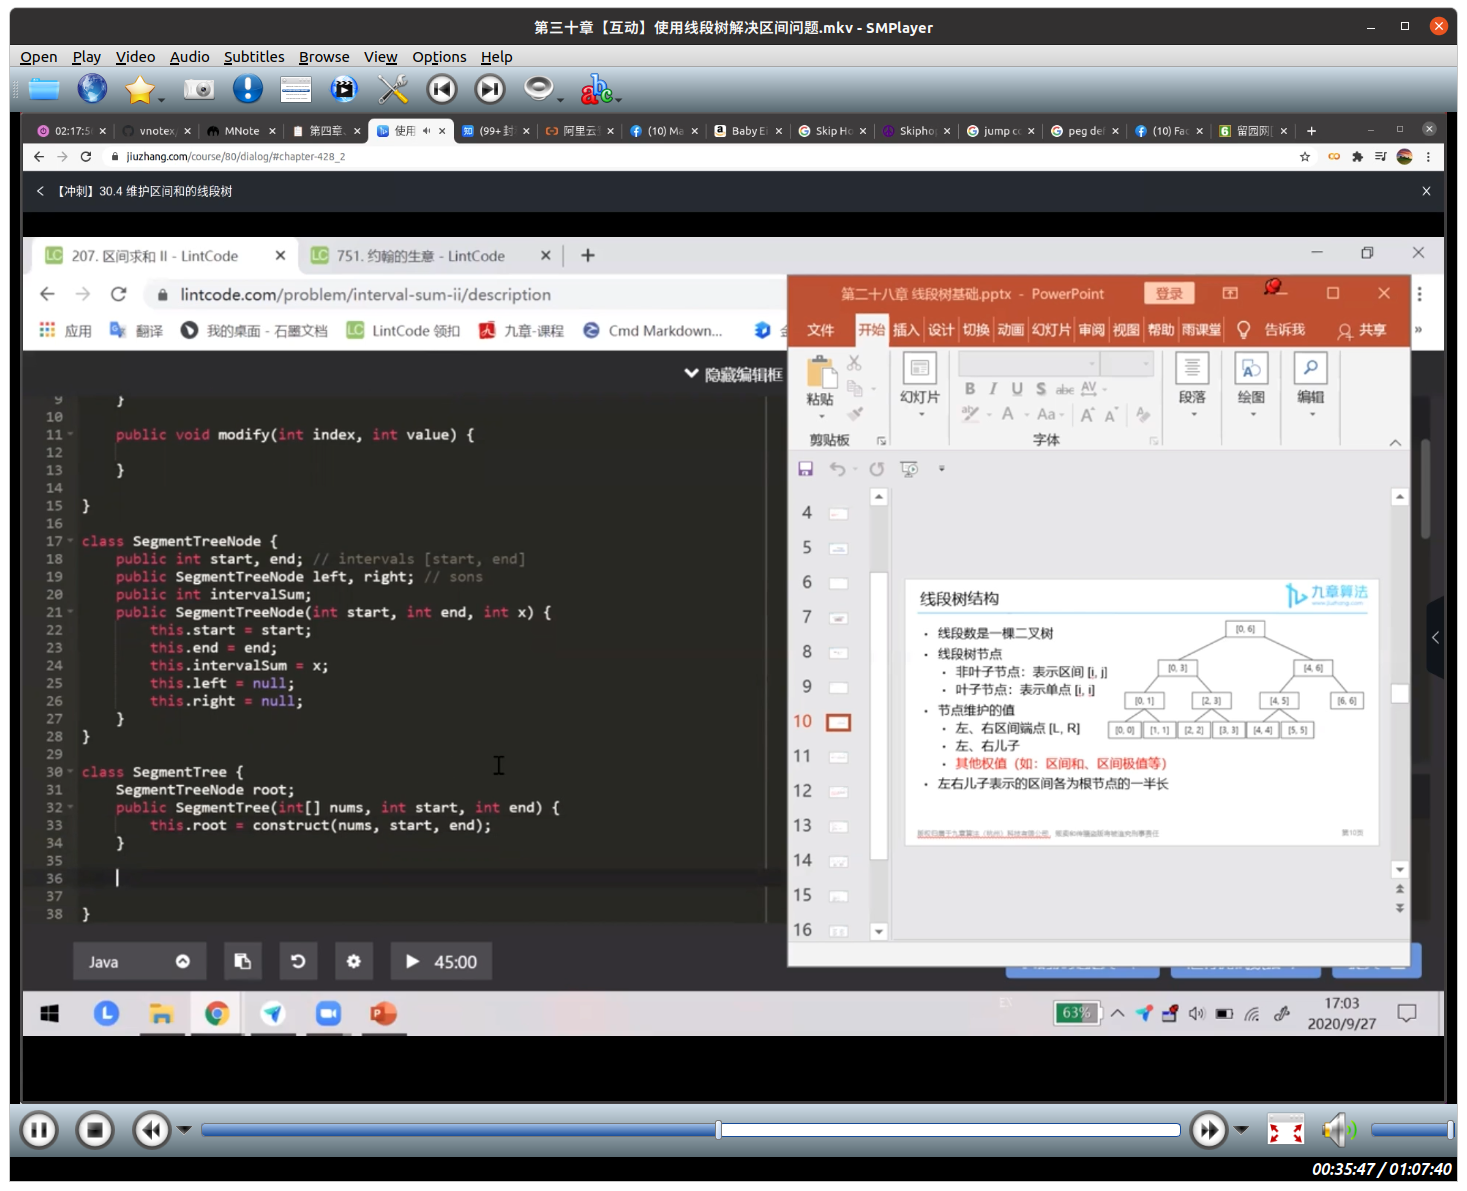 第三十章【互动】使用线段树解决区间问题.mkv - SMPlayer
Open Play Video Audio Subtitles Browse View Options Help
02:17:5 vnotex MNote 第四章、 使用 (99+ 封 阿里云 (10) Ma Baby E Skip H Skipho jump c peg de (10) Fac 留园网
jiuzhang.com/course/80/dialog/#chapter-428_2
【冲刺】30.4 维护区间和的线段树
207. 区间求和 II - LintCode
751. 约翰的生意 - LintCode
lintcode.com/problem/interval-sum-ii/description
应用 翻译 我的桌面 - 石墨文档 LintCode 领扣 九章-课程 Cmd Markdown...
隐藏编辑框
9 }
10
11 public void modify(int index, int value) {
12
13 }
14
15 }
16
17 class SegmentTreeNode {
18 public int start, end; // intervals [start, end]
19 public SegmentTreeNode left, right; // sons
20 public int intervalSum;
21 public SegmentTreeNode(int start, int end, int x) {
22 this.start = start;
23 this.end = end;
24 this.intervalSum = x;
25 this.left = null;
26 this.right = null;
27 }
28 }
29
30 class SegmentTree {
31 SegmentTreeNode root;
32 public SegmentTree(int[] nums, int start, int end) {
33 this.root = construct(nums, start, end);
34 }
35
36
37
38 }
Java
45:00
第二十八章 线段树基础.pptx - PowerPoint
登录
文件 开始 插入 设计 切换 动画 幻灯片 审阅 视图 帮助 雨课堂 告诉我 共享
粘贴
幻灯片
B I U S abc AV
A Aa A A
段落
绘图
编辑
剪贴板
字体
4
5
6
7
8
9
10
11
12
13
14
15
16
线段树结构
九章算法
www.jiuzhang.com
· 线段数是一棵二叉树
· 线段树节点
· 非叶子节点：表示区间 [i, j]
· 叶子节点：表示单点 [i, i]
· 节点维护的值
· 左、右区间端点 [L, R]
· 左、右儿子
· 其他权值（如：区间和、区间极值等）
· 左右儿子表示的区间各为根节点的一半长
[0, 6]
[0, 3] [4, 6]
[0, 1] [2, 3] [4, 5] [6, 6]
[0, 0] [1, 1] [2, 2] [3, 3] [4, 4] [5, 5]
第10页
63%
17:03
2020/9/27
00:35:47 / 01:07:40